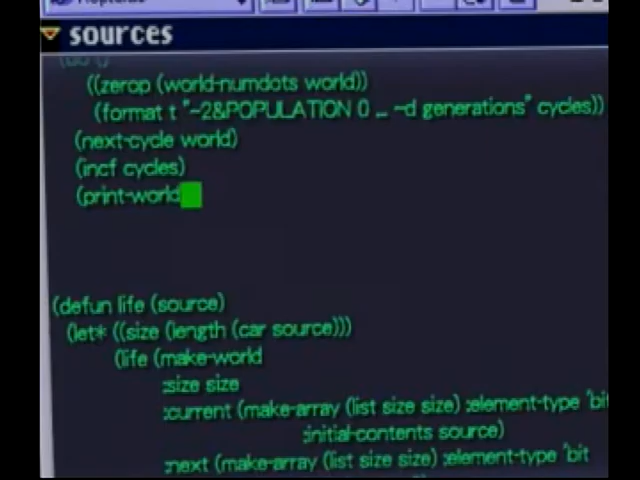 sources
((zerop (world-numdots world))
(format t "~2&POPULATION 0 ... ~d generations" cycles))
(next-cycle world)
(incf cycles)
(print-world
(defun life (source)
(let* ((size (length (car source)))
(life (make-world
:size size
:current (make-array (list size size) :element-type 'bit
:initial-contents source)
:next (make-array (list size size) :element-type 'bit